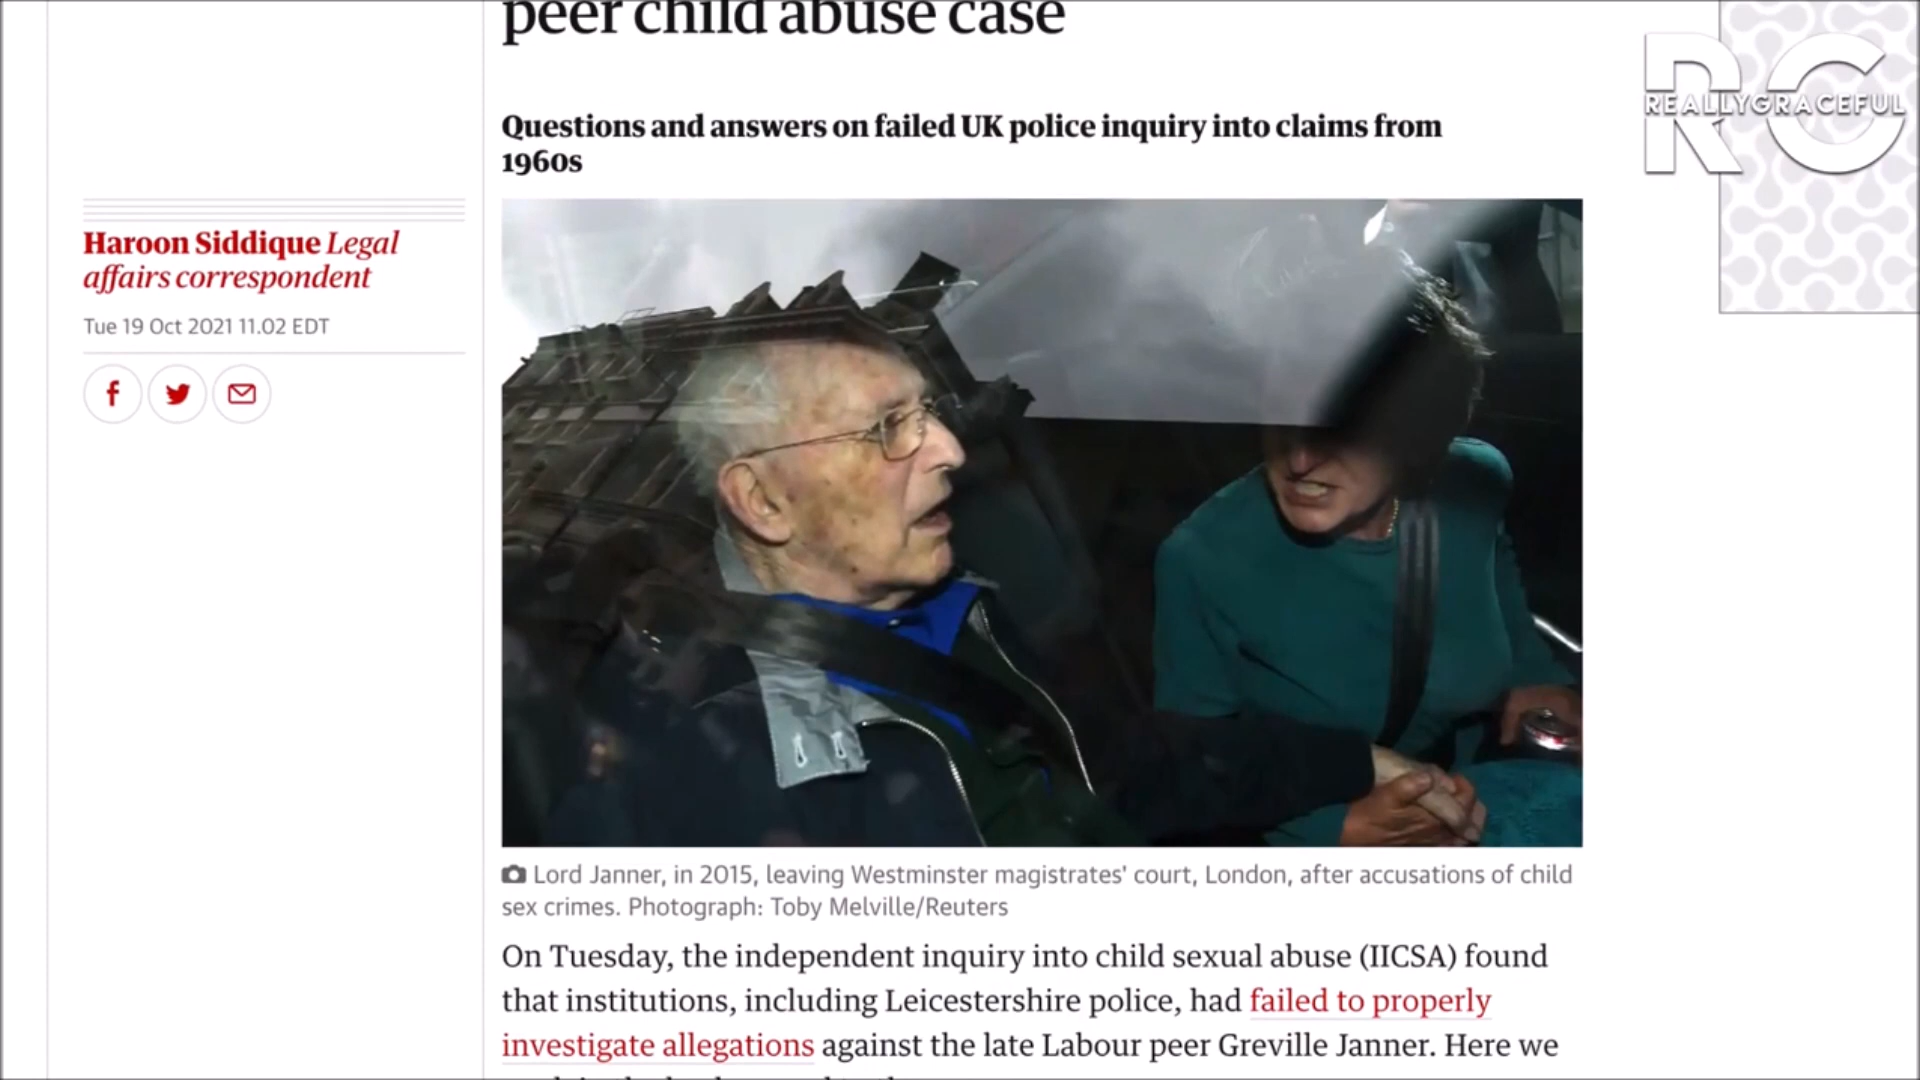 peer child abuse case
REALLYGRACEFUL
RG
Questions and answers on failed UK police inquiry into claims from
1960s
Haroon Siddique Legal
affairs correspondent
Tue 19 Oct 2021 11.02 EDT
Lord Janner, in 2015, leaving Westminster magistrates' court, London, after accusations of child
sex crimes. Photograph: Toby Melville/Reuters
On Tuesday, the independent inquiry into child sexual abuse (IICSA) found
that institutions, including Leicestershire police, had failed to properly
investigate allegations against the late Labour peer Greville Janner. Here we